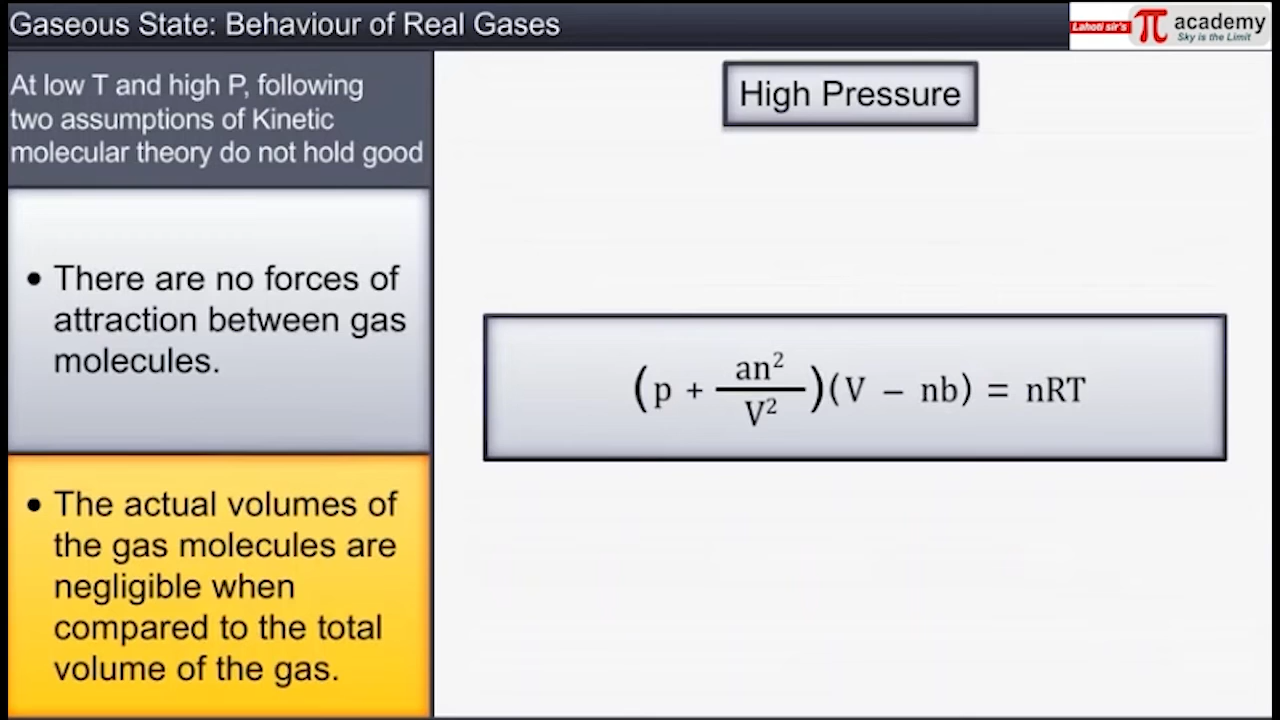 Gaseous State: Behaviour of Real Gases
Lahoti sir's π academy
Sky is the Limit
At low T and high P, following
two assumptions of Kinetic
molecular theory do not hold good
• There are no forces of
attraction between gas
molecules.
• The actual volumes of
the gas molecules are
negligible when
compared to the total
volume of the gas.
High Pressure
(p + an²/V²)(V − nb) = nRT